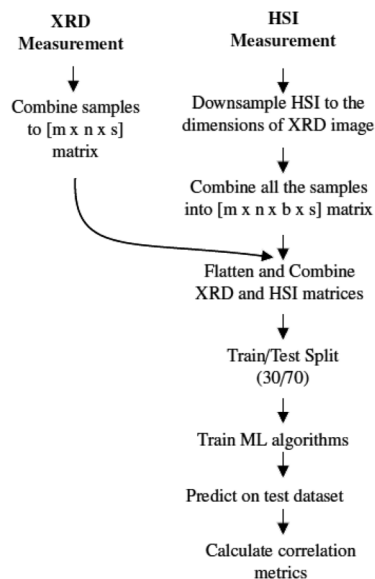 XRD
Measurement
Combine samples
to [m x n x s]
matrix
HSI
Measurement
Downsample HSI to the
dimensions of XRD image
Combine all the samples
into [m x n x b x s] matrix
Flatten and Combine
XRD and HSI matrices
Train/Test Split
(30/70)
Train ML algorithms
Predict on test dataset
Calculate correlation
metrics